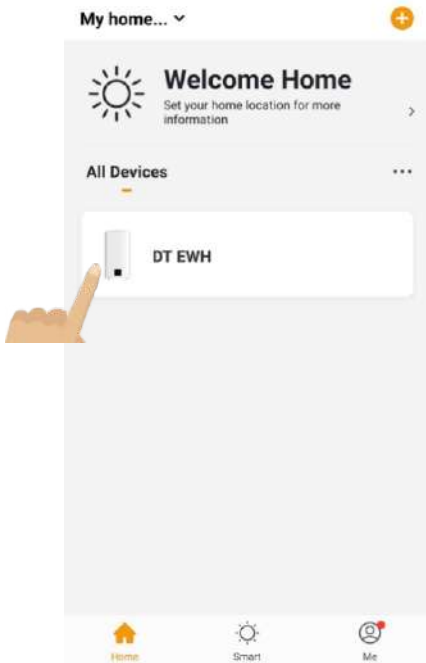 My home...
Welcome Home
Set your home location for more
information
All Devices
DT EWH
Home
Smart
Me